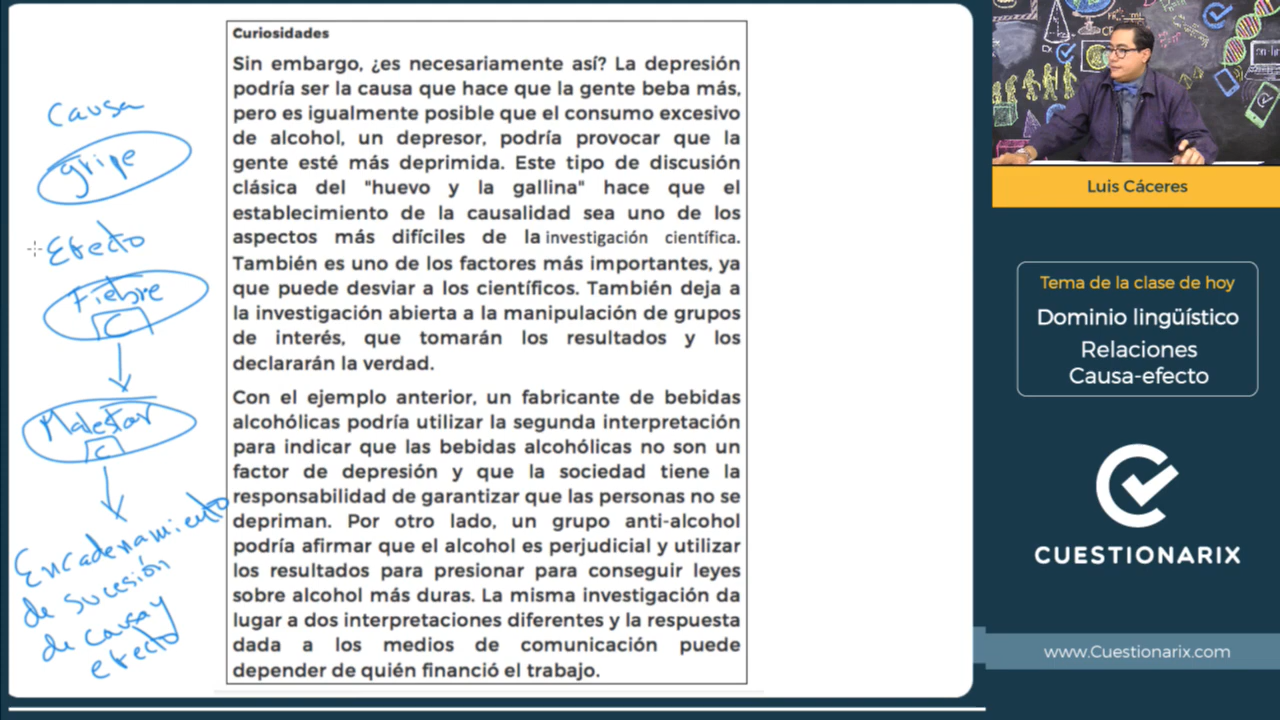 Causa
gripe
Efecto
Fiebre
C
Malestar
C
Encadenamiento
de sucesión
de causa y
efecto
Curiosidades
Sin embargo, ¿es necesariamente así? La depresión
podría ser la causa que hace que la gente beba más,
pero es igualmente posible que el consumo excesivo
de alcohol, un depresor, podría provocar que la
gente esté más deprimida. Este tipo de discusión
clásica del "huevo y la gallina" hace que el
establecimiento de la causalidad sea uno de los
aspectos más difíciles de la investigación científica.
También es uno de los factores más importantes, ya
que puede desviar a los científicos. También deja a
la investigación abierta a la manipulación de grupos
de interés, que tomarán los resultados y los
declararán la verdad.
Con el ejemplo anterior, un fabricante de bebidas
alcohólicas podría utilizar la segunda interpretación
para indicar que las bebidas alcohólicas no son un
factor de depresión y que la sociedad tiene la
responsabilidad de garantizar que las personas no se
depriman. Por otro lado, un grupo anti-alcohol
podría afirmar que el alcohol es perjudicial y utilizar
los resultados para presionar para conseguir leyes
sobre alcohol más duras. La misma investigación da
lugar a dos interpretaciones diferentes y la respuesta
dada a los medios de comunicación puede
depender de quién financió el trabajo.
Luis Cáceres
Tema de la clase de hoy
Dominio lingüístico
Relaciones
Causa-efecto
CUESTIONARIX
www.Cuestionarix.com